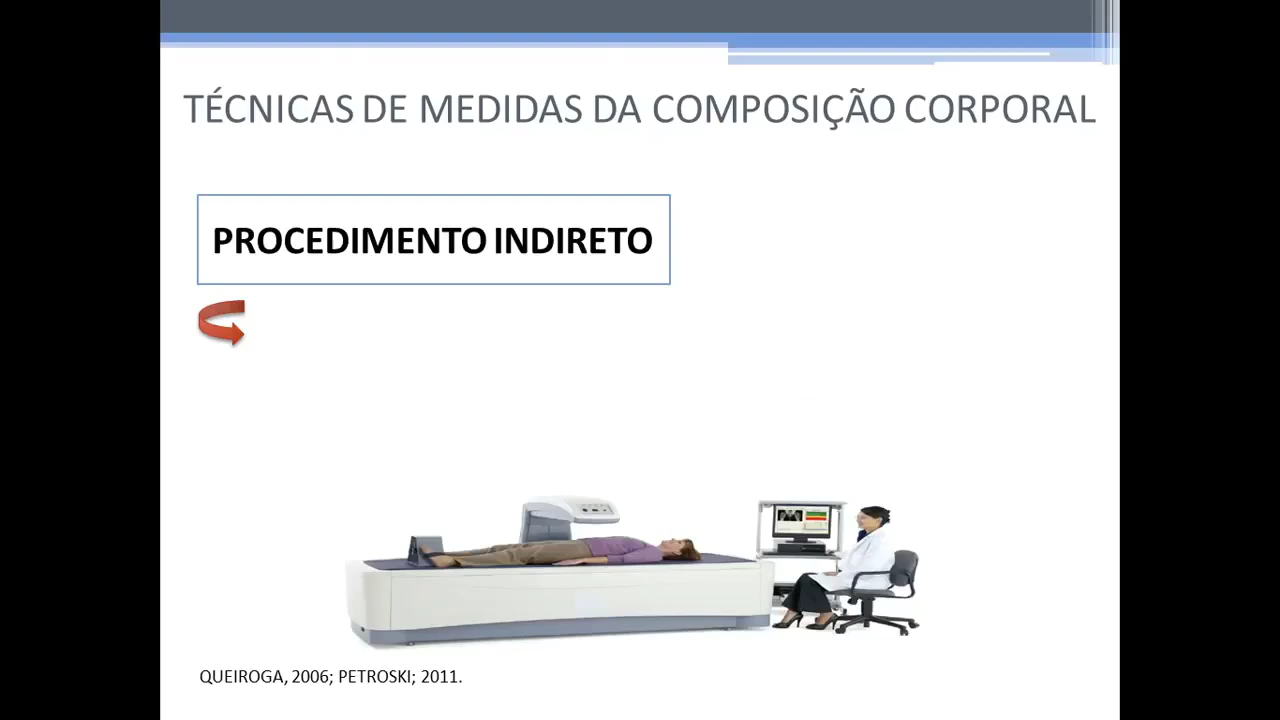 TÉCNICAS DE MEDIDAS DA COMPOSIÇÃO CORPORAL
PROCEDIMENTO INDIRETO
QUEIROGA, 2006; PETROSKI; 2011.